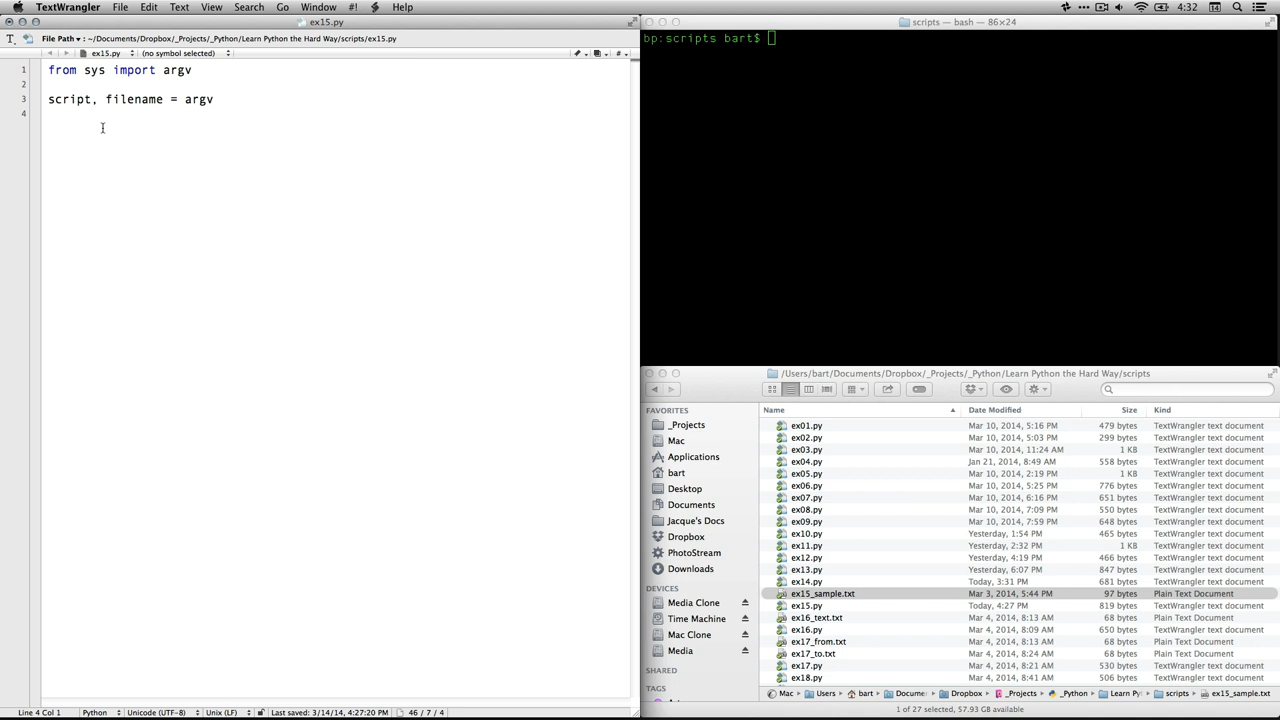 TextWrangler File Edit Text View Search Go Window #! Help 4:32
ex15.py
File Path ▾ : ~/Documents/Dropbox/_Projects/_Python/Learn Python the Hard Way/scripts/ex15.py
ex15.py (no symbol selected)
1 from sys import argv
2
3 script, filename = argv
4
Line 4 Col 1 Python Unicode (UTF-8) Unix (LF) Last saved: 3/14/14, 4:27:20 PM 46 / 7 / 4
scripts — bash — 86×24
bp:scripts bart$
/Users/bart/Documents/Dropbox/_Projects/_Python/Learn Python the Hard Way/scripts
FAVORITES
_Projects
Mac
Applications
bart
Desktop
Documents
Jacque's Docs
Dropbox
PhotoStream
Downloads
DEVICES
Media Clone
Time Machine
Mac Clone
Media
SHARED
TAGS
Name Date Modified Size Kind
ex01.py Mar 10, 2014, 5:16 PM 479 bytes TextWrangler text document
ex02.py Mar 10, 2014, 5:03 PM 299 bytes TextWrangler text document
ex03.py Mar 10, 2014, 11:24 AM 1 KB TextWrangler text document
ex04.py Jan 21, 2014, 8:49 AM 558 bytes TextWrangler text document
ex05.py Mar 10, 2014, 2:19 PM 1 KB TextWrangler text document
ex06.py Mar 10, 2014, 5:25 PM 776 bytes TextWrangler text document
ex07.py Mar 10, 2014, 6:16 PM 651 bytes TextWrangler text document
ex08.py Mar 10, 2014, 7:09 PM 550 bytes TextWrangler text document
ex09.py Mar 10, 2014, 7:59 PM 648 bytes TextWrangler text document
ex10.py Yesterday, 1:54 PM 465 bytes TextWrangler text document
ex11.py Yesterday, 2:32 PM 1 KB TextWrangler text document
ex12.py Yesterday, 4:19 PM 466 bytes TextWrangler text document
ex13.py Yesterday, 6:07 PM 847 bytes TextWrangler text document
ex14.py Today, 3:31 PM 681 bytes TextWrangler text document
ex15_sample.txt Mar 3, 2014, 5:44 PM 97 bytes Plain Text Document
ex15.py Today, 4:27 PM 819 bytes TextWrangler text document
ex16_text.txt Mar 4, 2014, 8:13 AM 68 bytes Plain Text Document
ex16.py Mar 4, 2014, 8:09 AM 650 bytes TextWrangler text document
ex17_from.txt Mar 4, 2014, 8:13 AM 68 bytes Plain Text Document
ex17_to.txt Mar 4, 2014, 8:24 AM 68 bytes Plain Text Document
ex17.py Mar 4, 2014, 8:21 AM 530 bytes TextWrangler text document
ex18.py Mar 4, 2014, 8:41 AM 506 bytes TextWrangler text document
Mac ▸ Users ▸ bart ▸ Docume ▸ Dropbox ▸ _Projects ▸ _Python ▸ Learn Py ▸ scripts ▸ ex15_sample.txt
1 of 27 selected, 57.93 GB available